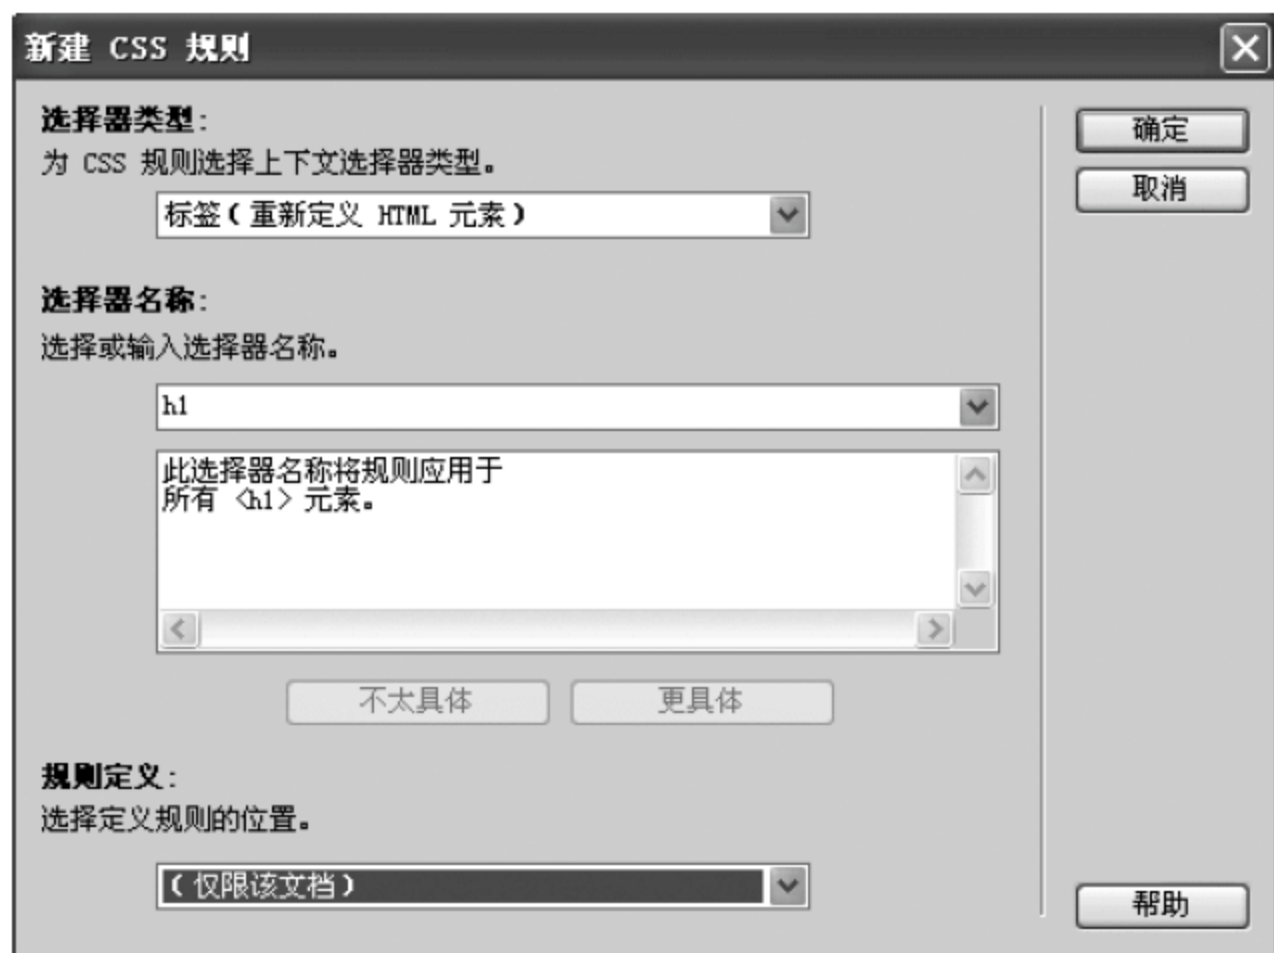 新建 CSS 规则
选择器类型:
为 CSS 规则选择上下文选择器类型。
标签(重新定义 HTML 元素)
选择器名称:
选择或输入选择器名称。
h1
此选择器名称将规则应用于
所有 <h1> 元素。
不太具体
更具体
规则定义:
选择定义规则的位置。
(仅限该文档)
确定
取消
帮助